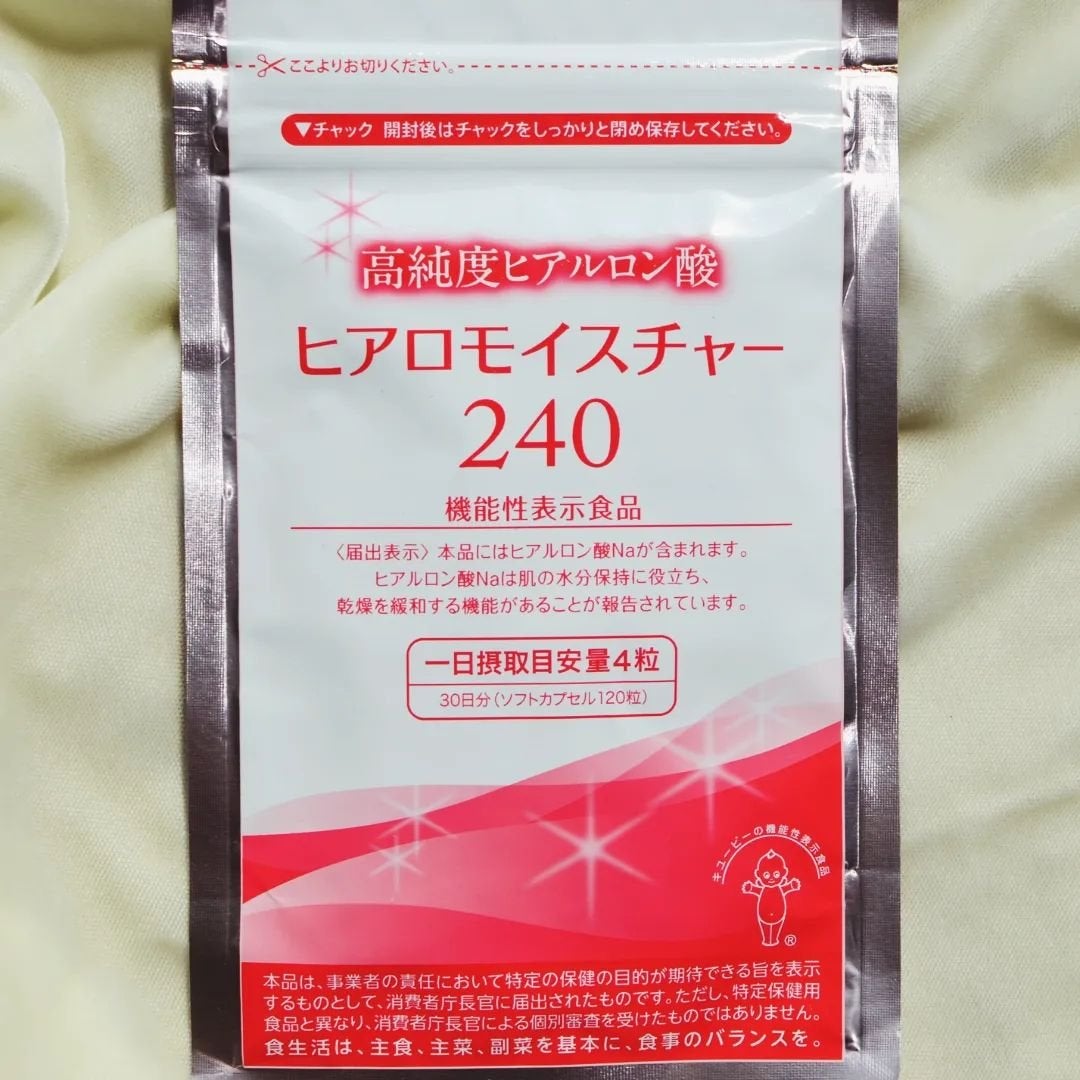 ここよりお切りください。
▼チャック 開封後はチャックをしっかりと閉め保存してください。
高純度ヒアルロン酸
ヒアロモイスチャー
240
機能性表示食品
〈届出表示〉本品にはヒアルロン酸Naが含まれます。
ヒアルロン酸Naは肌の水分保持に役立ち、
乾燥を緩和する機能があることが報告されています。
一日摂取目安量4粒
30日分(ソフトカプセル120粒)
キユーピーの機能性表示食品
®
本品は、事業者の責任において特定の保健の目的が期待できる旨を表示
するものとして、消費者庁長官に届出されたものです。ただし、特定保健用
食品と異なり、消費者庁長官による個別審査を受けたものではありません。
食生活は、主食、主菜、副菜を基本に、食事のバランスを。